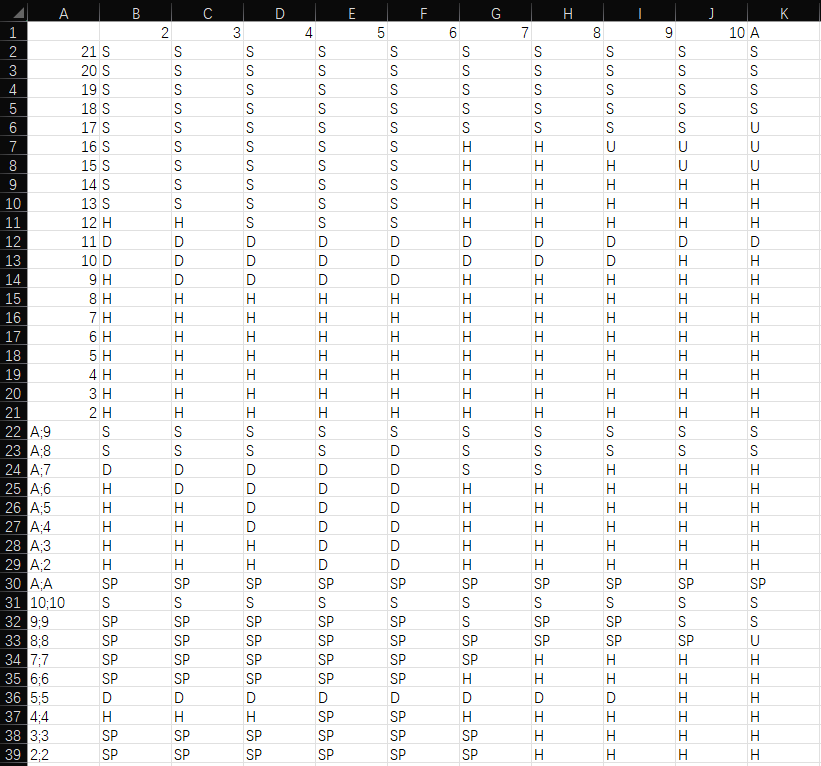 A B C D E F G H I J K
1 2 3 4 5 6 7 8 9 10 A
2 21 S S S S S S S S S S
3 20 S S S S S S S S S S
4 19 S S S S S S S S S S
5 18 S S S S S S S S S S
6 17 S S S S S S S S S U
7 16 S S S S S H H U U U
8 15 S S S S S H H H U U
9 14 S S S S S H H H H H
10 13 S S S S S H H H H H
11 12 H H S S S H H H H H
12 11 D D D D D D D D D D
13 10 D D D D D D D D H H
14 9 H D D D D H H H H H
15 8 H H H H H H H H H H
16 7 H H H H H H H H H H
17 6 H H H H H H H H H H
18 5 H H H H H H H H H H
19 4 H H H H H H H H H H
20 3 H H H H H H H H H H
21 2 H H H H H H H H H H
22 A;9 S S S S S S S S S S
23 A;8 S S S S D S S S S S
24 A;7 D D D D D S S H H H
25 A;6 H D D D D H H H H H
26 A;5 H H D D D H H H H H
27 A;4 H H D D D H H H H H
28 A;3 H H H D D H H H H H
29 A;2 H H H D D H H H H H
30 A;A SP SP SP SP SP SP SP SP SP SP
31 10;10 S S S S S S S S S S
32 9;9 SP SP SP SP SP S SP SP S S
33 8;8 SP SP SP SP SP SP SP SP SP U
34 7;7 SP SP SP SP SP SP H H H H
35 6;6 SP SP SP SP SP H H H H H
36 5;5 D D D D D D D D H H
37 4;4 H H H SP SP H H H H H
38 3;3 SP SP SP SP SP SP H H H H
39 2;2 SP SP SP SP SP SP H H H H